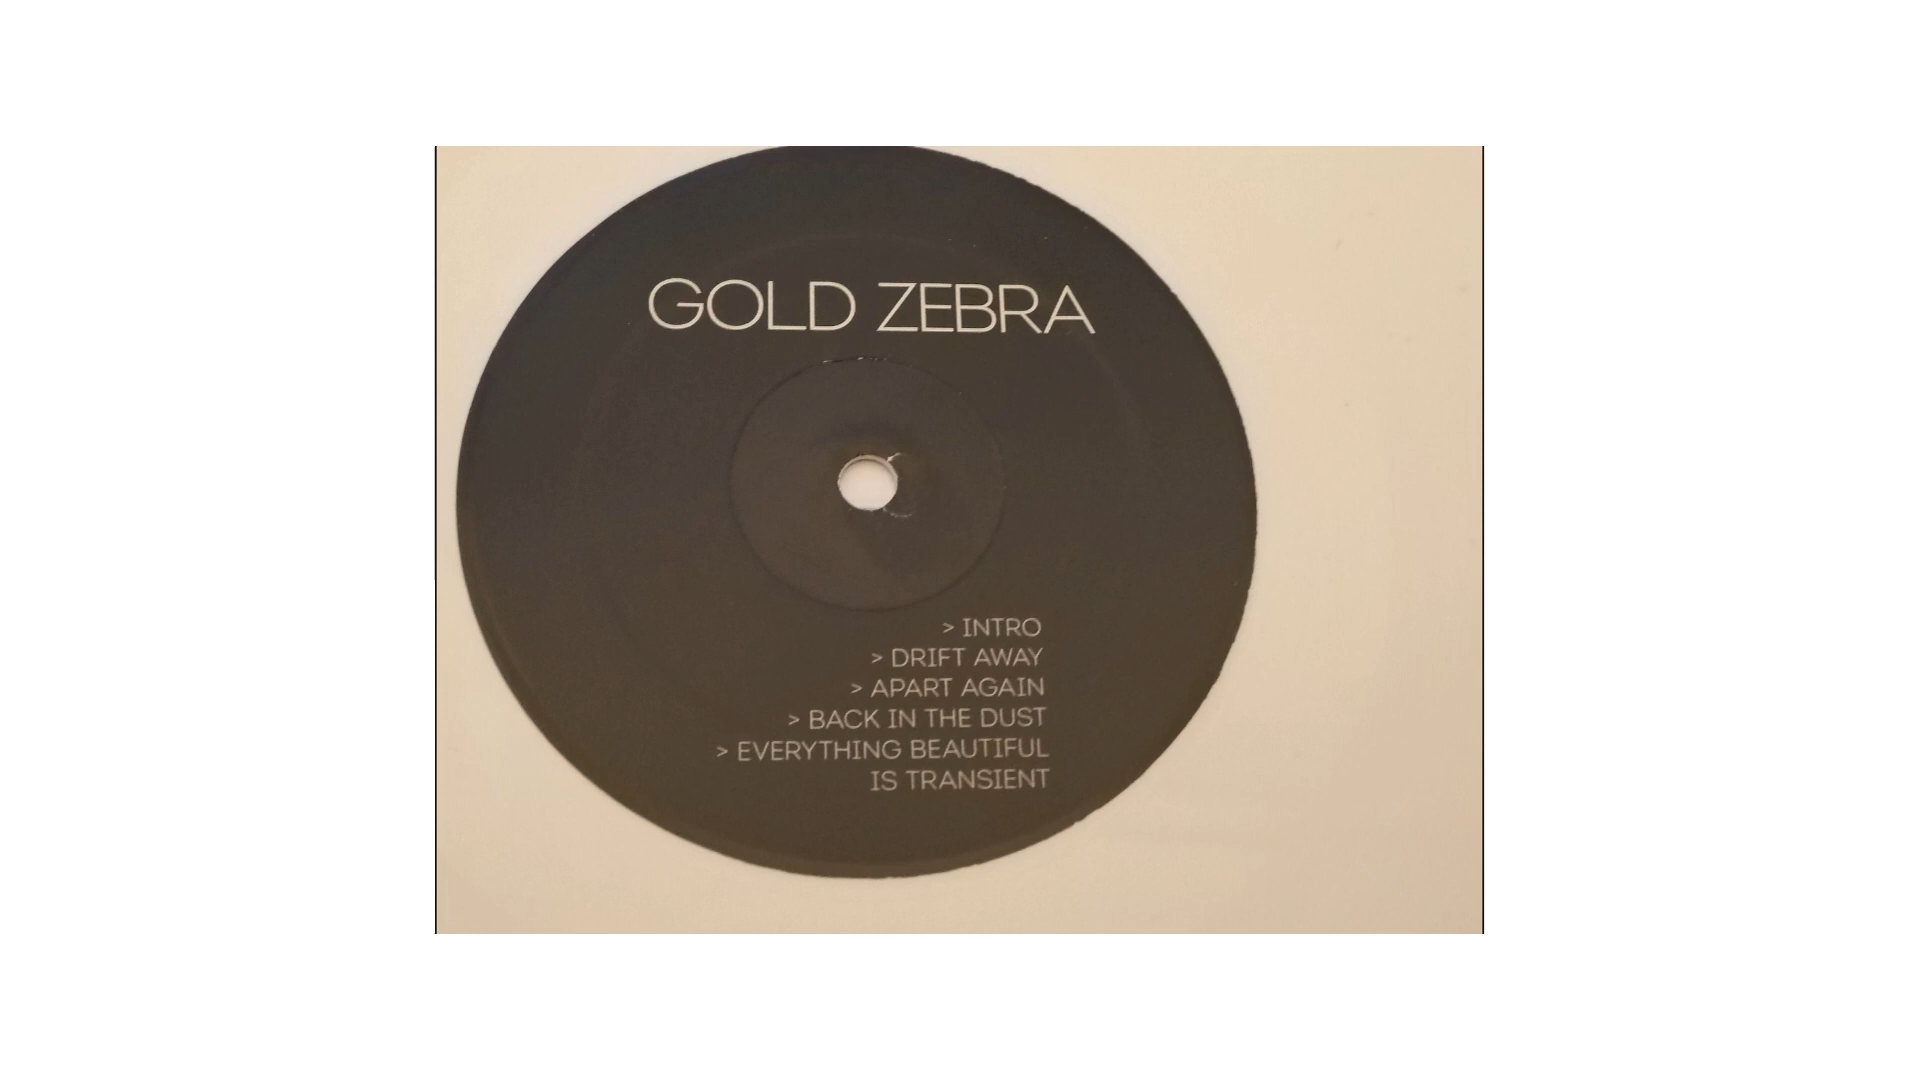 GOLD ZEBRA
> INTRO
> DRIFT AWAY
> APART AGAIN
> BACK IN THE DUST
> EVERYTHING BEAUTIFUL
IS TRANSIENT